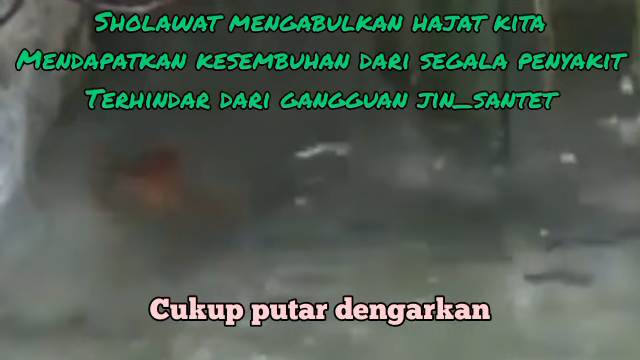 Sholawat mengabulkan hajat kita
Mendapatkan kesembuhan dari segala penyakit
Terhindar dari gangguan jin_santet
Cukup putar dengarkan